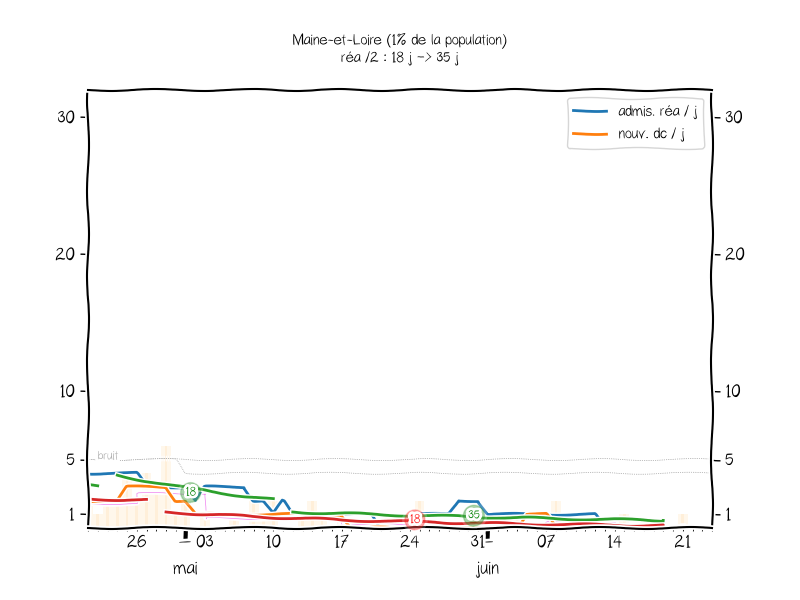 Maine-et-Loire (1% de la population)
réa /2 : 18 j -> 35 j
admis. réa / j
nouv. dc / j
30 30
20 20
10 10
5 5
1 1
bruit
18
18
35
26 03 10 17 24 31 07 14 21
mai juin